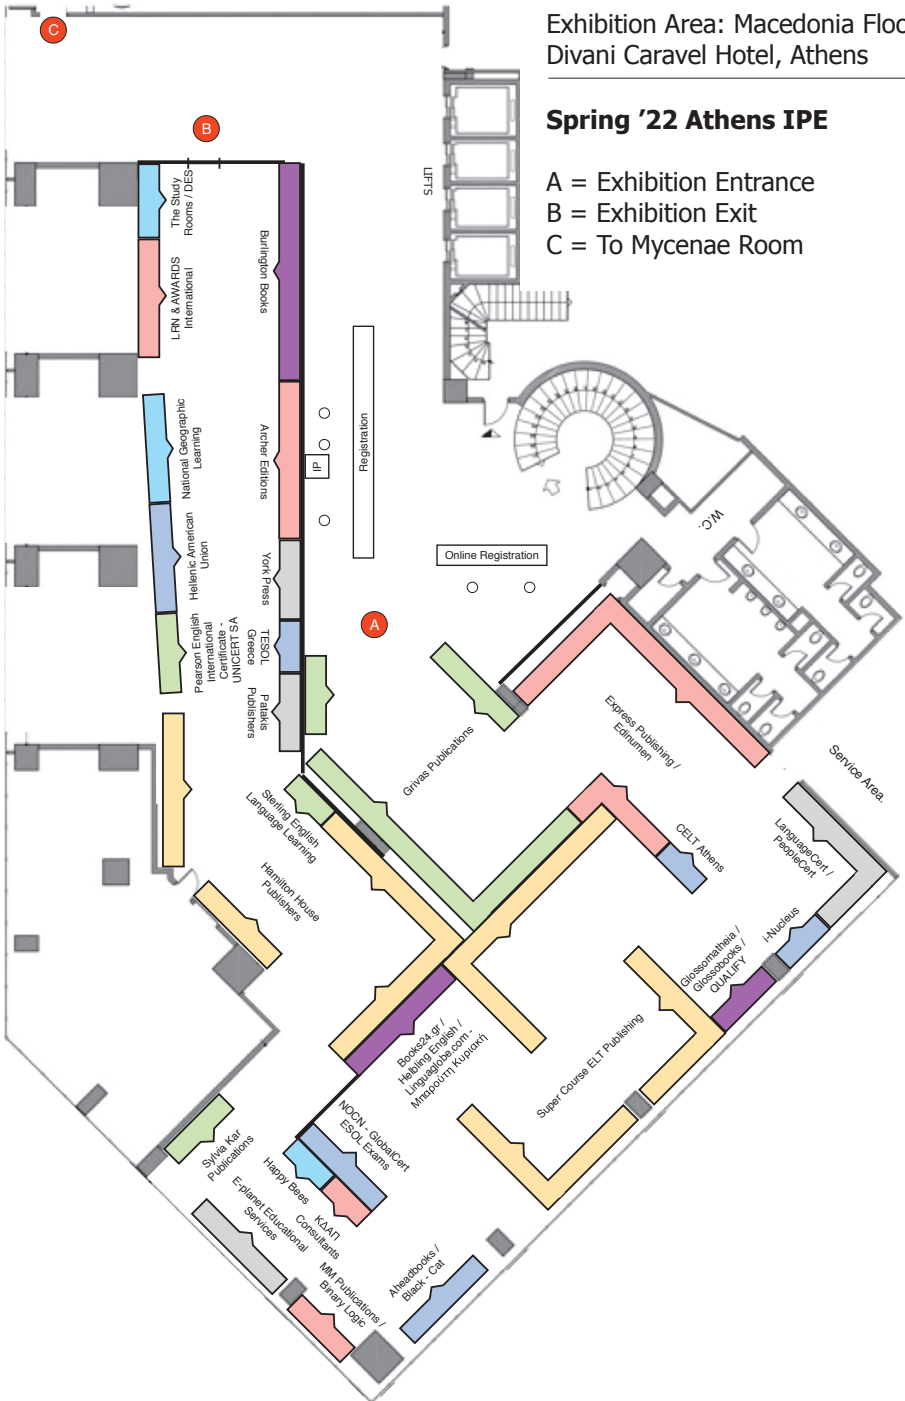 Exhibition Area: Macedonia Floo
Divani Caravel Hotel, Athens
Spring ’22 Athens IPE
A = Exhibition Entrance
B = Exhibition Exit
C = To Mycenae Room
C
B
A
LIFTS
The Study
Rooms / DES
LRN & AWARDS
International
Burlington Books
National Geographic
Learning
Archer Editions
IP
Registration
Hellenic American
Union
York Press
Online Registration
W.C.
Pearson English
International
Certificate -
UNICERT SA
TESOL
Greece
Patakis
Publishers
Grivas Publications
Express Publishing /
Edinumen
Service Area.
Sterling English
Language Learning
CELT Athens
LanguageCert /
PeopleCert
Hamilton House
Publishers
i-Nucleus
Glossomatheia /
Glossobooks /
QUALIFY
Books24.gr /
Helbling English /
Linguaglobe.com -
Μπαρούτη Κυριακή
Super Course ELT Publishing
NOCN - GlobalCert
ESOL Exams
Sylvia Kar
Publications
Happy Bees
ΚΔΑΠ
Consultants
E-planet Educational
Services
MM Publications /
Binary Logic
Aheadbooks /
Black - Cat